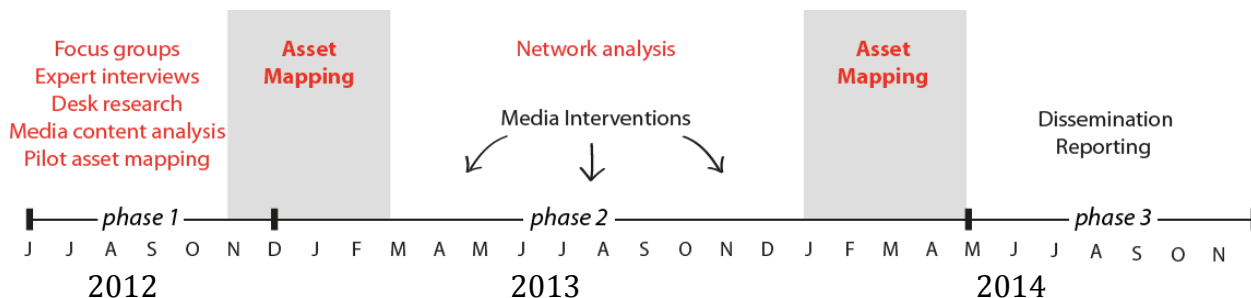 Focus groups
Expert interviews
Desk research
Media content analysis
Pilot asset mapping
Asset
Mapping
Network analysis
Media Interventions
Asset
Mapping
Dissemination
Reporting
phase 1
phase 2
phase 3
J J A S O N D J F M A M J J A S O N D J F M A M J J A S O N
2012 2013 2014